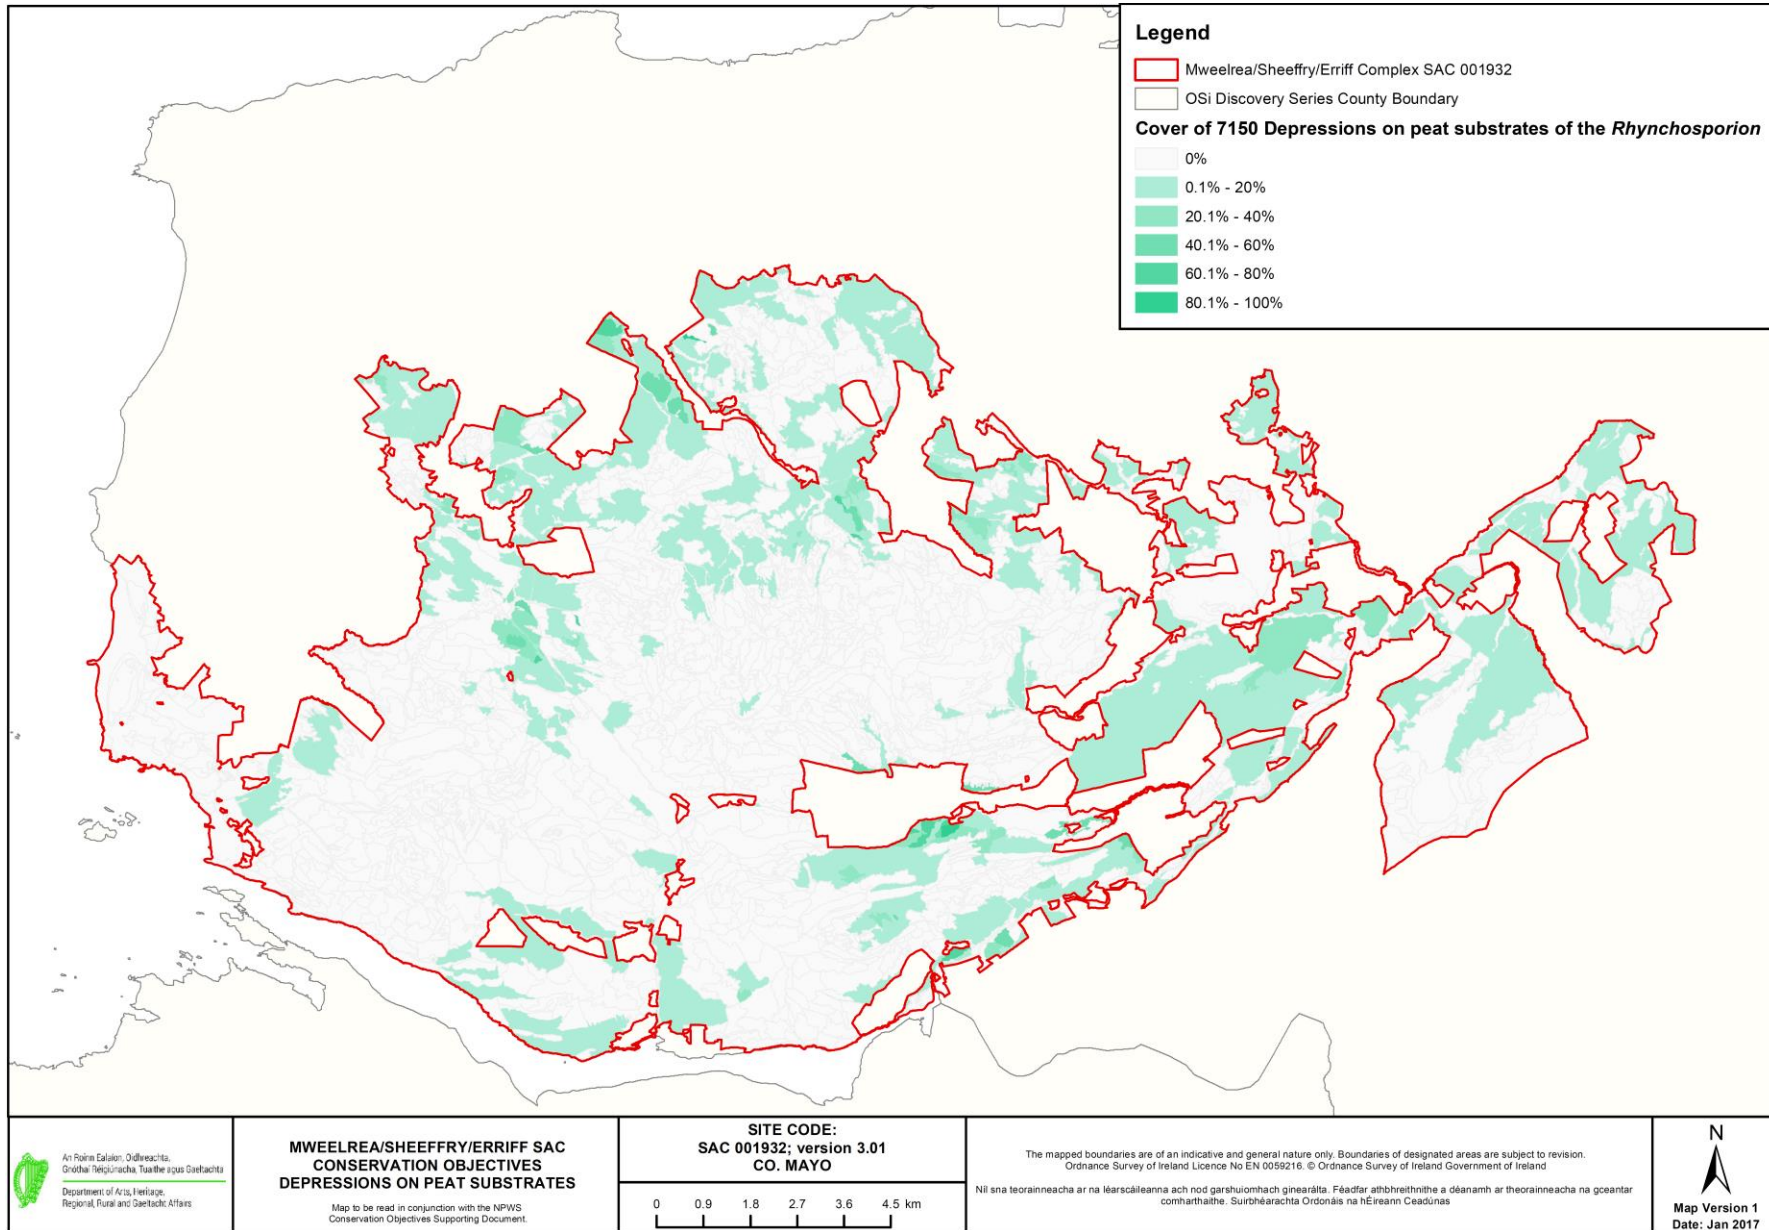 Legend
Mweelrea/Sheeffry/Erriff Complex SAC 001932
OSi Discovery Series County Boundary
Cover of 7150 Depressions on peat substrates of the Rhynchosporion
0%
0.1% - 20%
20.1% - 40%
40.1% - 60%
60.1% - 80%
80.1% - 100%
An Roinn Ealaíon, Oidhreachta,
Gnóthaí Réigiúnacha, Tuaithe agus Gaeltachta
Department of Arts, Heritage,
Regional, Rural and Gaeltacht Affairs
MWEELREA/SHEEFFRY/ERRIFF SAC
CONSERVATION OBJECTIVES
DEPRESSIONS ON PEAT SUBSTRATES
Map to be read in conjunction with the NPWS
Conservation Objectives Supporting Document.
SITE CODE:
SAC 001932; version 3.01
CO. MAYO
0 0.9 1.8 2.7 3.6 4.5 km
The mapped boundaries are of an indicative and general nature only. Boundaries of designated areas are subject to revision.
Ordnance Survey of Ireland Licence No EN 0059216. © Ordnance Survey of Ireland Government of Ireland
Níl sna teorainneacha ar na léarscáileanna ach nod garshuiomhach ginearálta. Féadfar athbhreithnithe a déanamh ar theorainneacha na gceantar
comharthaithe. Suirbhéarachta Ordonáis na hÉireann Ceadúnas
N
Map Version 1
Date: Jan 2017